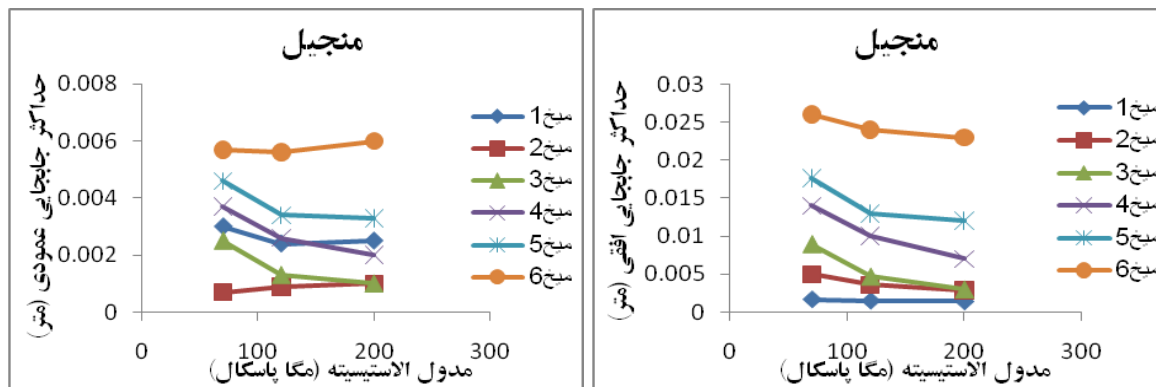 منجیل
حداکثر جابجایی عمودی (متر)
0.008
0.006
0.004
0.002
0
0
100
200
300
مدول الاستیسیته (مگا پاسکال)
میخ1
میخ2
میخ3
میخ4
میخ5
میخ6
منجیل
حداکثر جابجایی افقی (متر)
0.03
0.025
0.02
0.015
0.01
0.005
0
0
100
200
300
مدول الاستیسیته (مگا پاسکال)
میخ1
میخ2
میخ3
میخ4
میخ5
میخ6